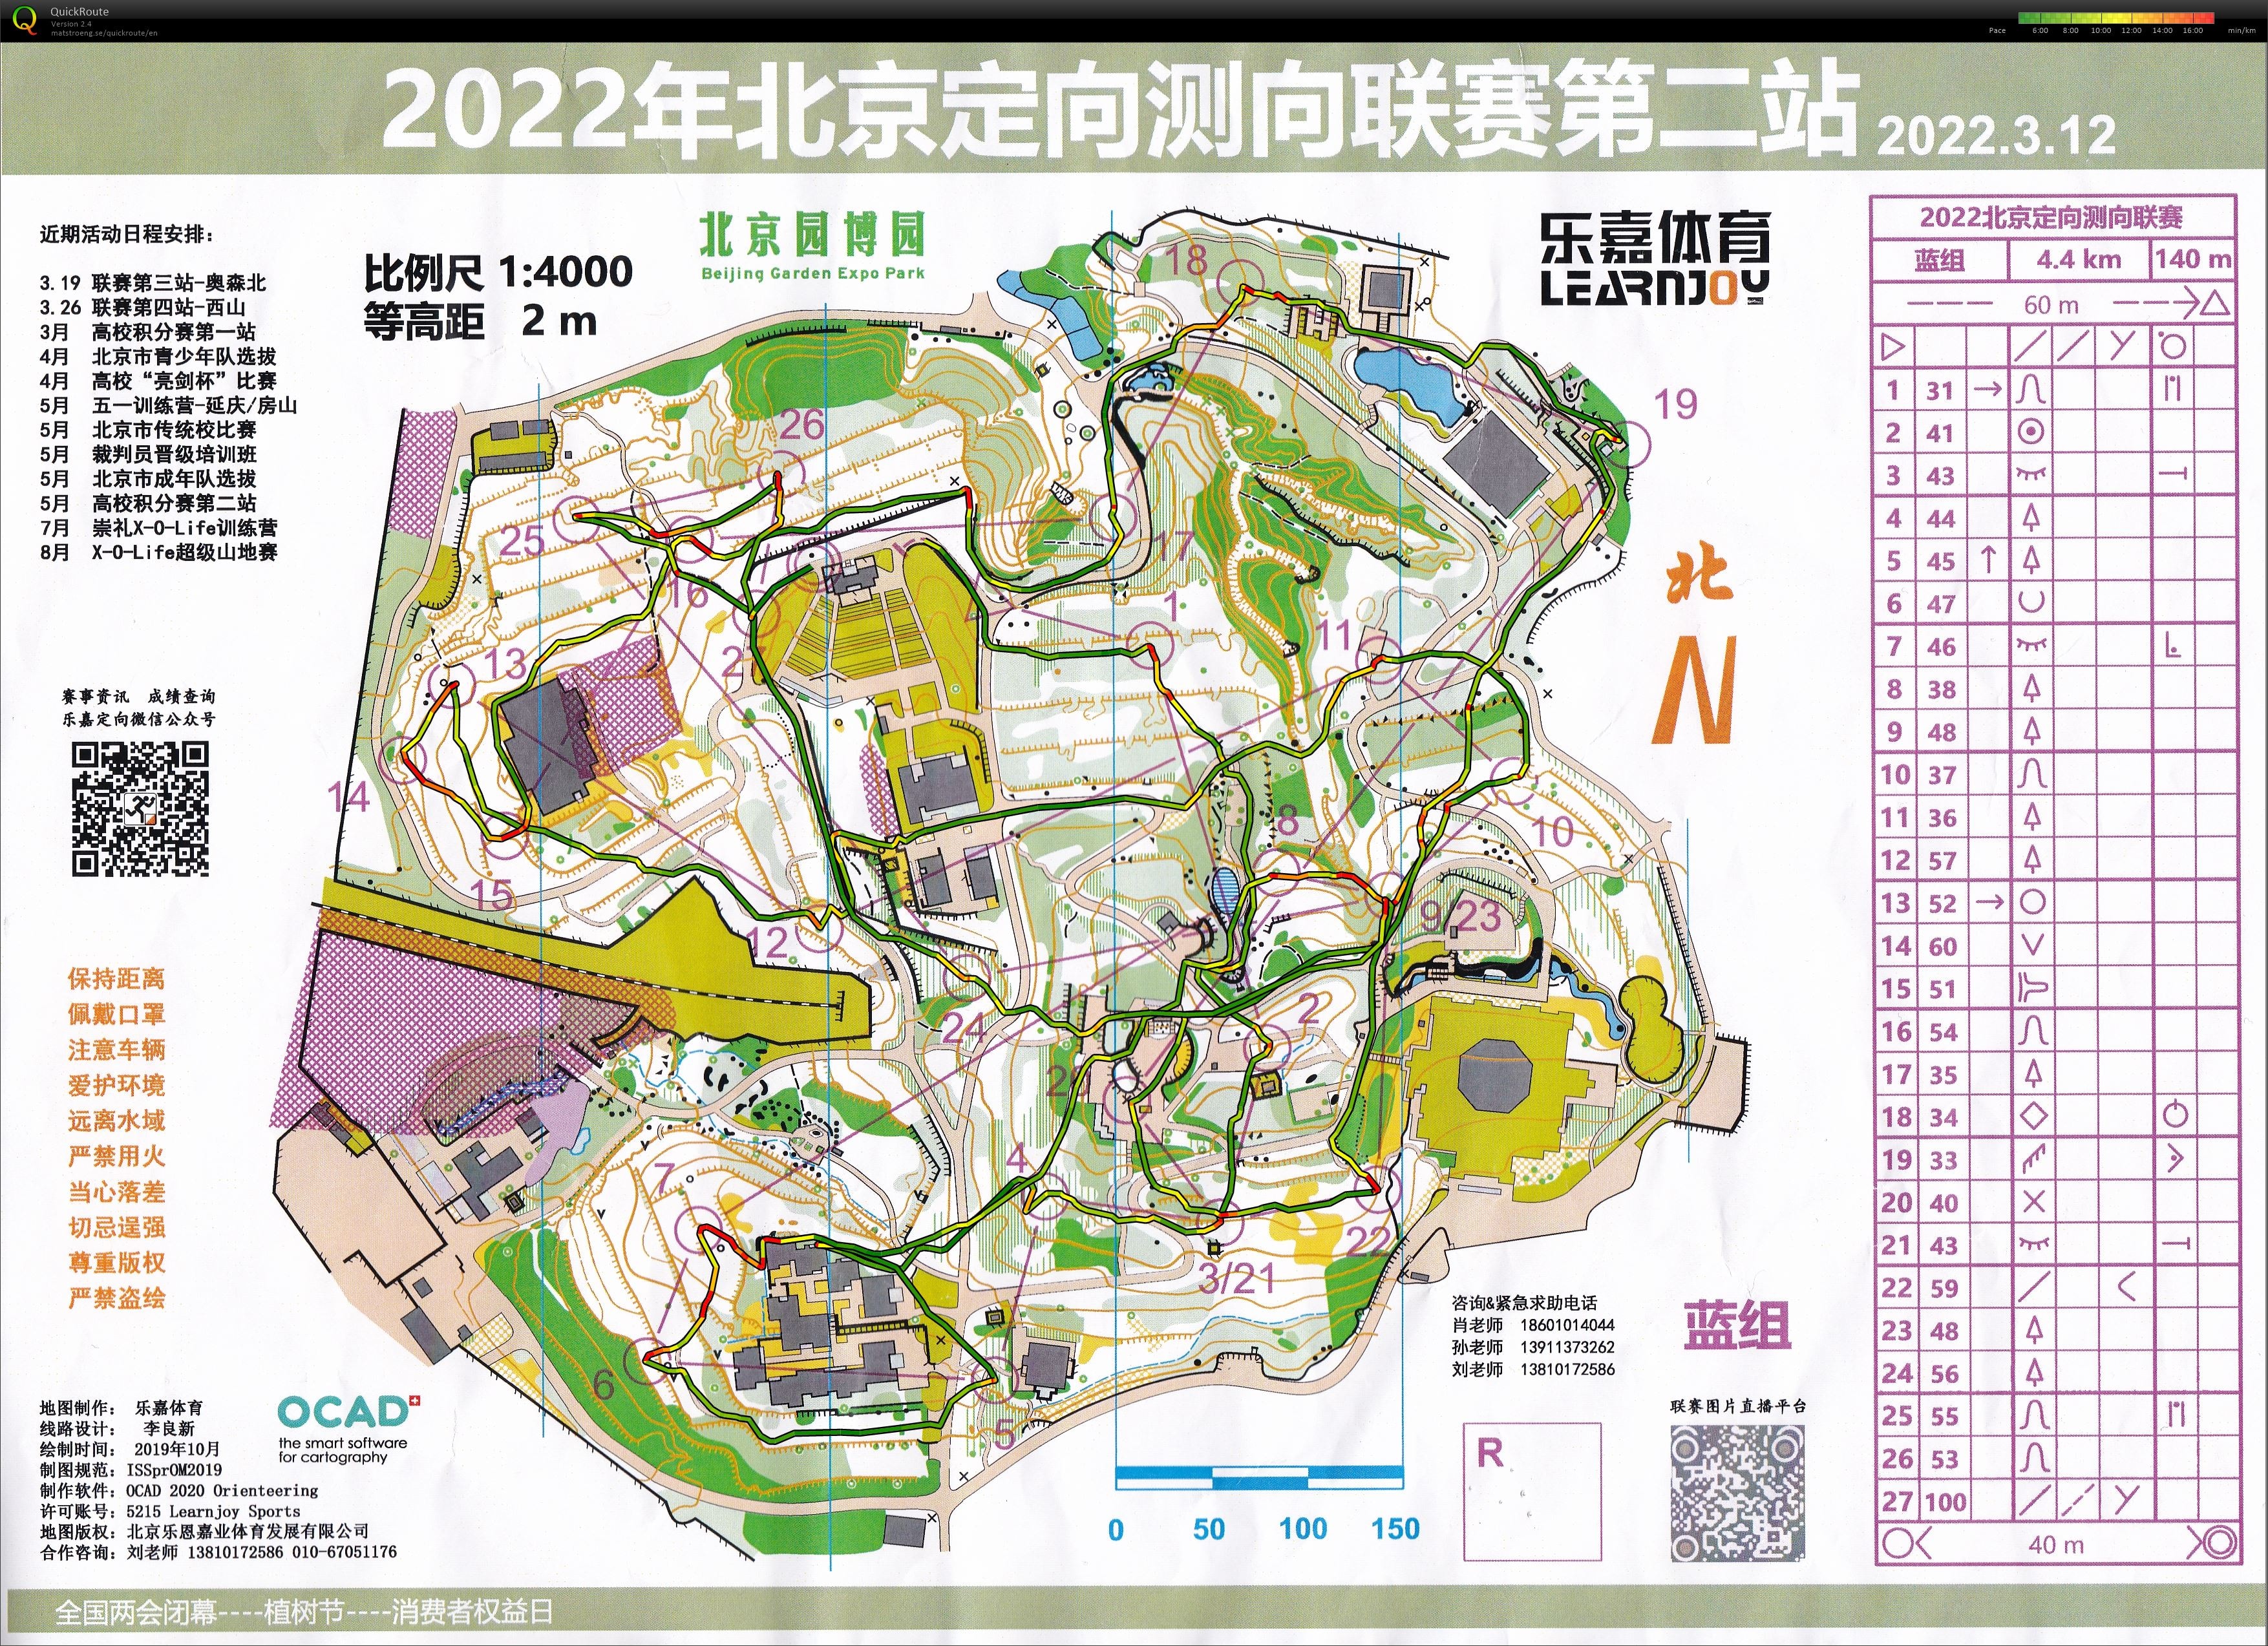 QuickRoute
Version 2.4
matstroeng.se/quickroute/en
Pace 6:00 8:00 10:00 12:00 14:00 16:00 min/km
2022年北京定向测向联赛第二站 2022.3.12
近期活动日程安排:
3.19 联赛第三站-奥森北
3.26 联赛第四站-西山
3月 高校积分赛第一站
4月 北京市青少年队选拔
4月 高校“亮剑杯”比赛
5月 五一训练营-延庆/房山
5月 北京市传统校比赛
5月 裁判员晋级培训班
5月 北京市成年队选拔
5月 高校积分赛第二站
7月 崇礼X-O-Life训练营
8月 X-O-Life超级山地赛
比例尺 1:4000
等高距 2 m
北京园博园
Beijing Garden Expo Park
乐嘉体育
LEARNJOY
赛事资讯 成绩查询
乐嘉定向微信公众号
保持距离
佩戴口罩
注意车辆
爱护环境
远离水域
严禁用火
当心落差
切忌逞强
尊重版权
严禁盗绘
地图制作: 乐嘉体育
线路设计: 李良新
绘制时间: 2019年10月
制图规范: ISSprOM2019
制作软件: OCAD 2020 Orienteering
许可账号: 5215 Learnjoy Sports
地图版权: 北京乐恩嘉业体育发展有限公司
合作咨询: 刘老师 13810172586 010-67051176
OCAD
the smart software
for cartography
18
19
26
25
17
16
1
11
27
13
14
8
10
15
9/23
12
2
24
20
4
7
22
3/21
6
5
北
N
咨询&紧急求助电话
肖老师 18601014044
孙老师 13911373262
刘老师 13810172586
蓝组
联赛图片直播平台
R
0 50 100 150
2022北京定向测向联赛
蓝组 4.4 km 140 m
60 m
1 31
2 41
3 43
4 44
5 45
6 47
7 46
8 38
9 48
10 37
11 36
12 57
13 52
14 60
15 51
16 54
17 35
18 34
19 33
20 40
21 43
22 59
23 48
24 56
25 55
26 53
27 100
40 m
全国两会闭幕----植树节----消费者权益日